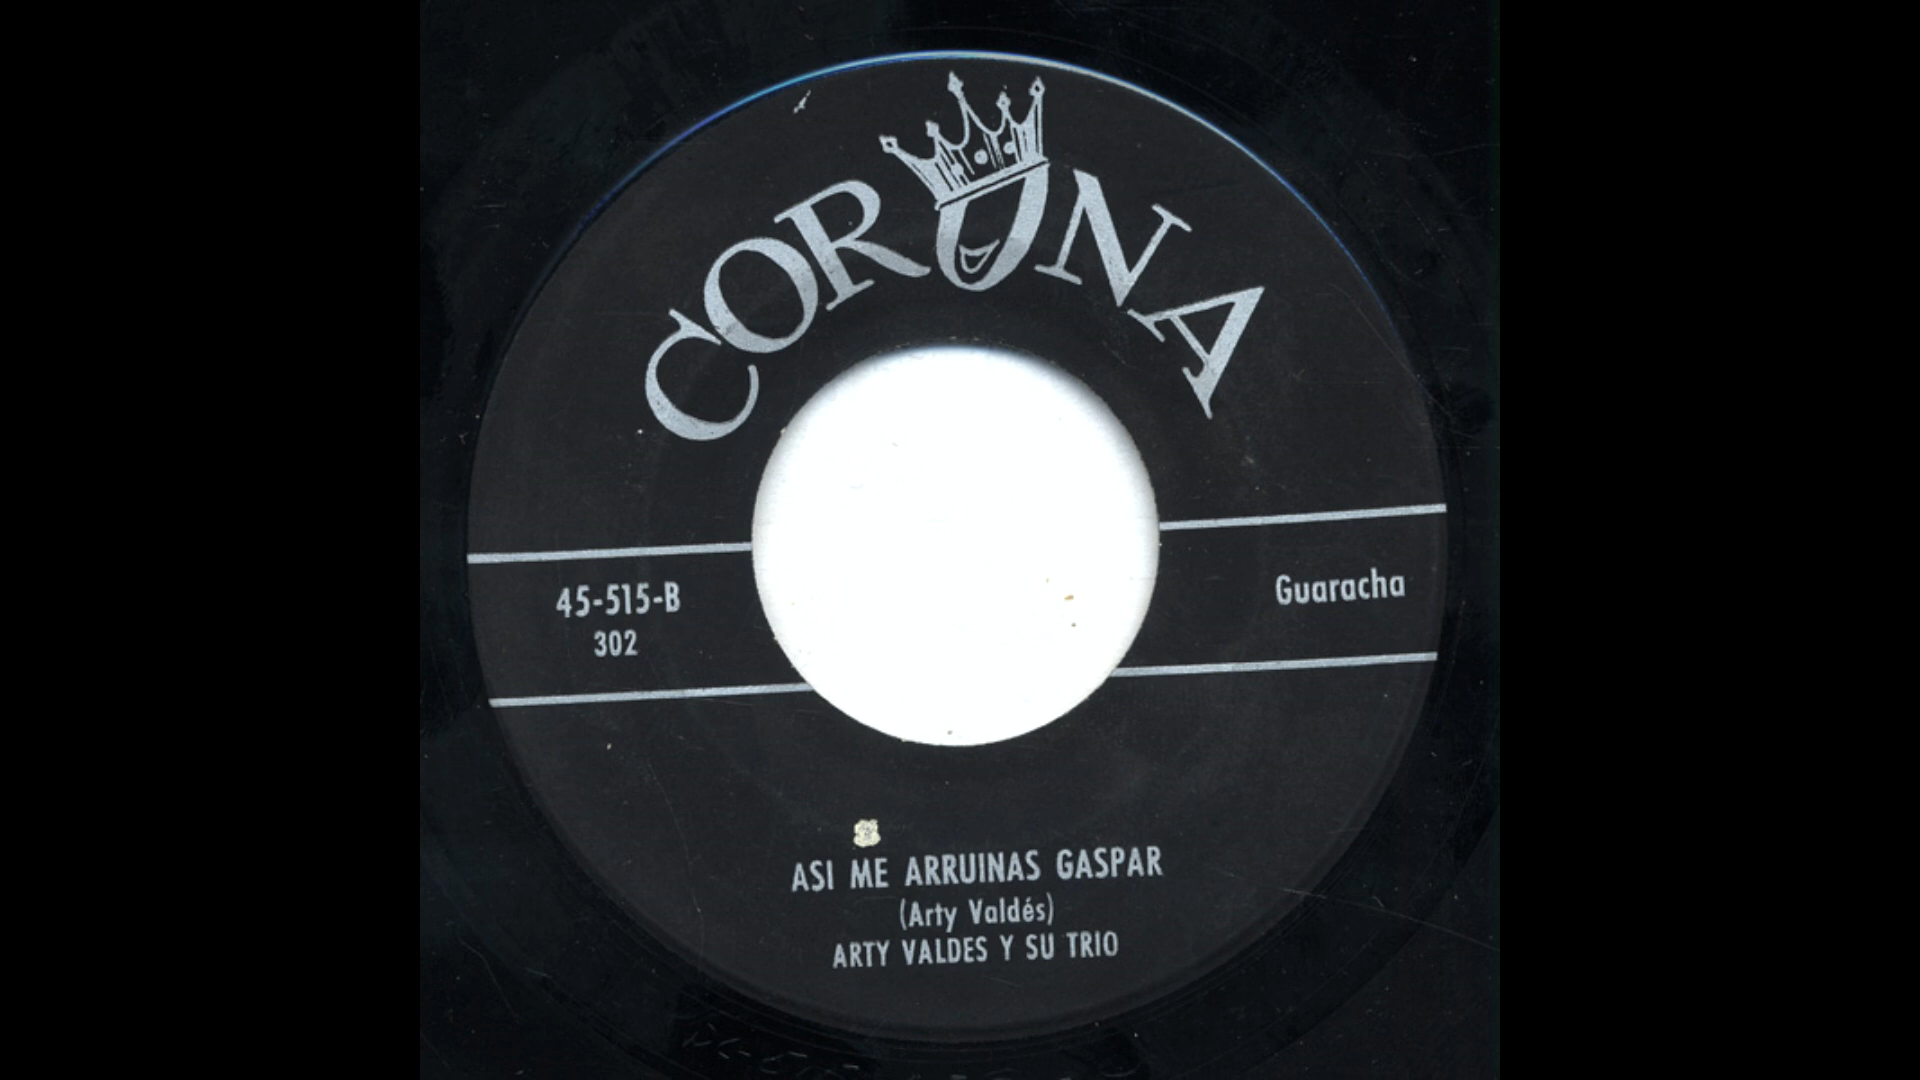 CORONA
45-515-B
302
Guaracha
ASI ME ARRUINAS GASPAR
(Arty Valdés)
ARTY VALDES Y SU TRIO